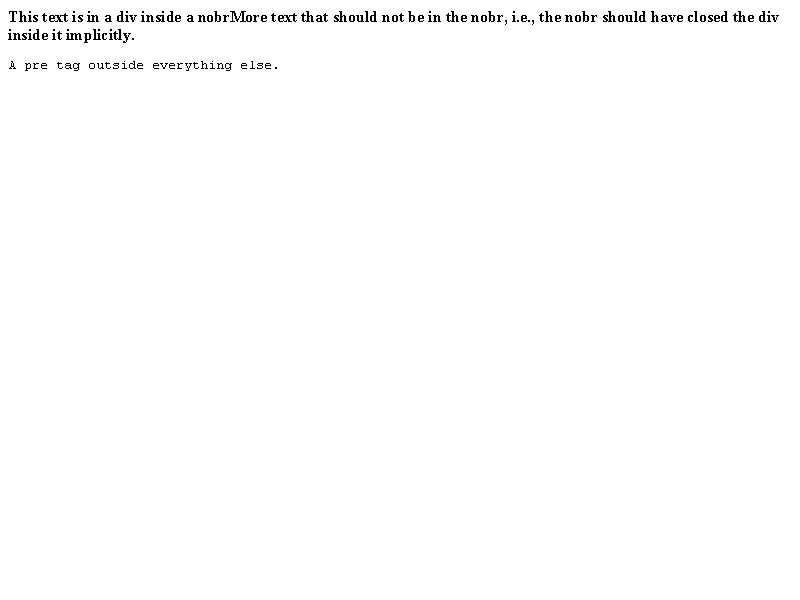 This text is in a div inside a nobrMore text that should not be in the nobr, i.e., the nobr should have closed the div
inside it implicitly.
A pre tag outside everything else.